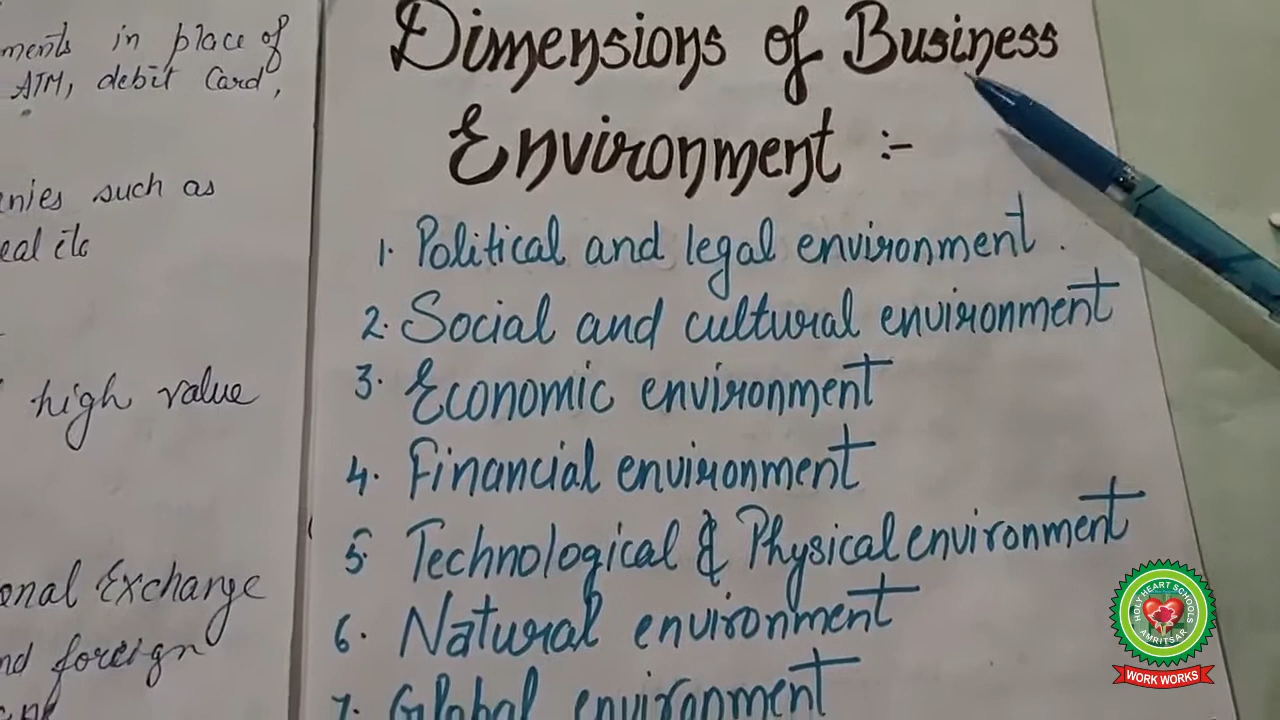 ments in place of
ATM, debit Card,
nies such as
eal etc
high value
onal Exchange
nd foreign
Dimensions of Business
Environment :-
1. Political and legal environment .
2. Social and cultural environment
3. Economic environment
4. Financial environment
5. Technological & Physical environment
6. Natural environment
7. Global environment
HOLY HEART SCHOOLS
AMRITSAR
WORK WORKS